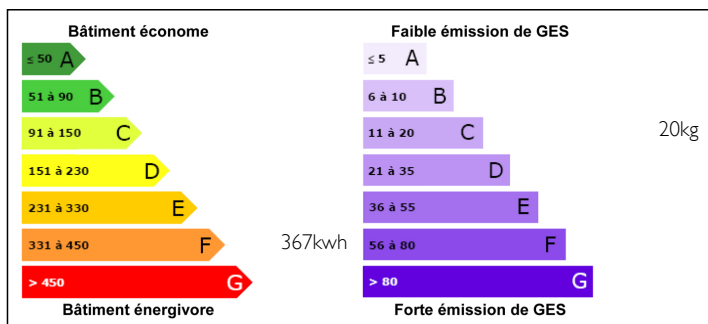 Bâtiment économe
≤ 50 A
51 à 90 B
91 à 150 C
151 à 230 D
231 à 330 E
331 à 450 F
367kwh
> 450 G
Bâtiment énergivore
Faible émission de GES
≤ 5 A
6 à 10 B
11 à 20 C
20kg
21 à 35 D
36 à 55 E
56 à 80 F
> 80 G
Forte émission de GES